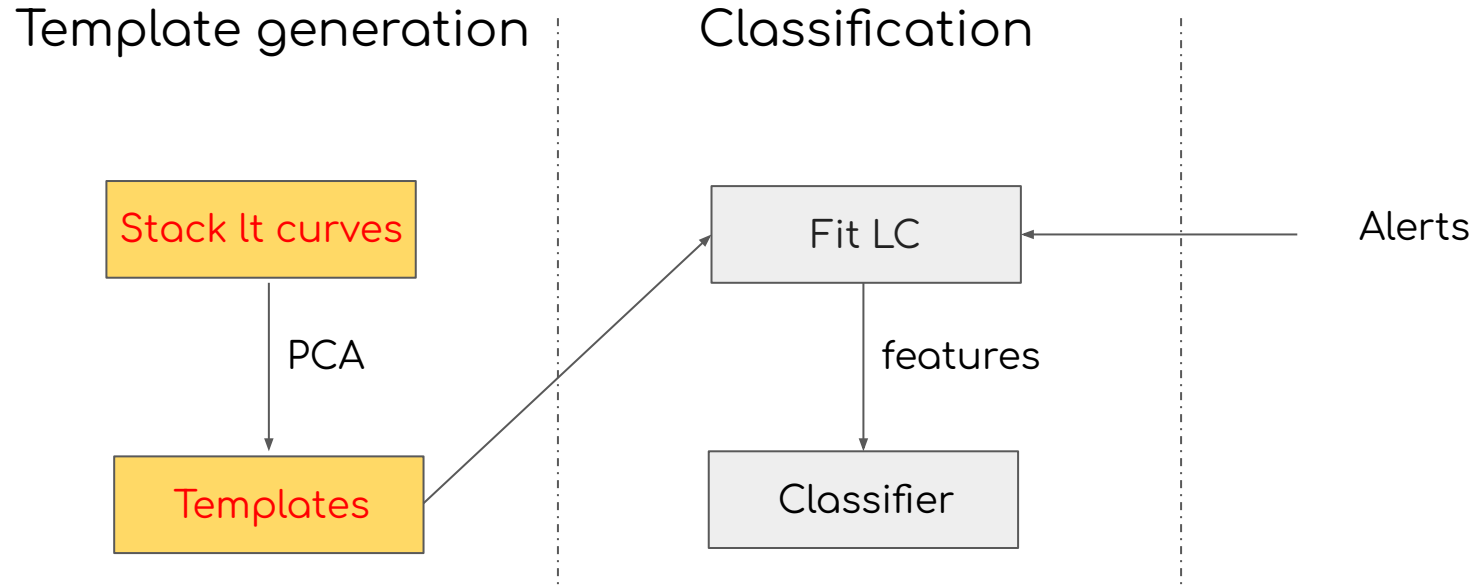 Template generation
Classification
Stack lt curves
PCA
Templates
Fit LC
features
Classifier
Alerts